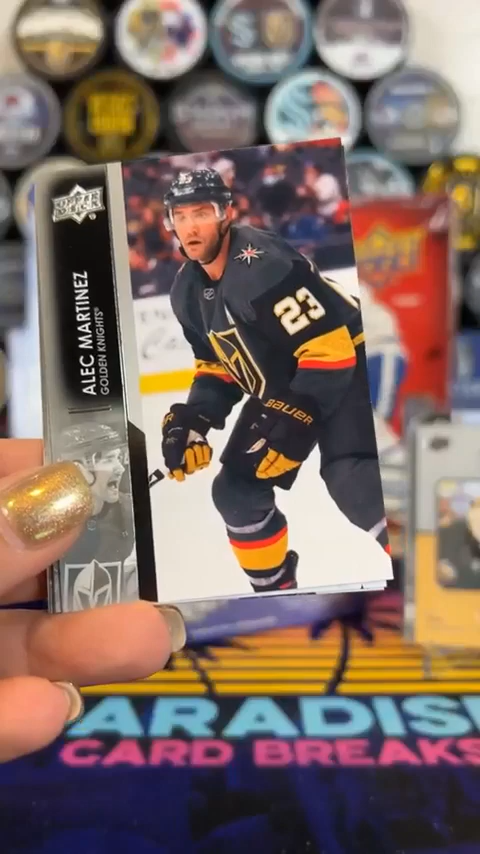 UPPER DECK
ALEC MARTINEZ
GOLDEN KNIGHTS
23
BAUER
PARADISE
CARD BREAKS